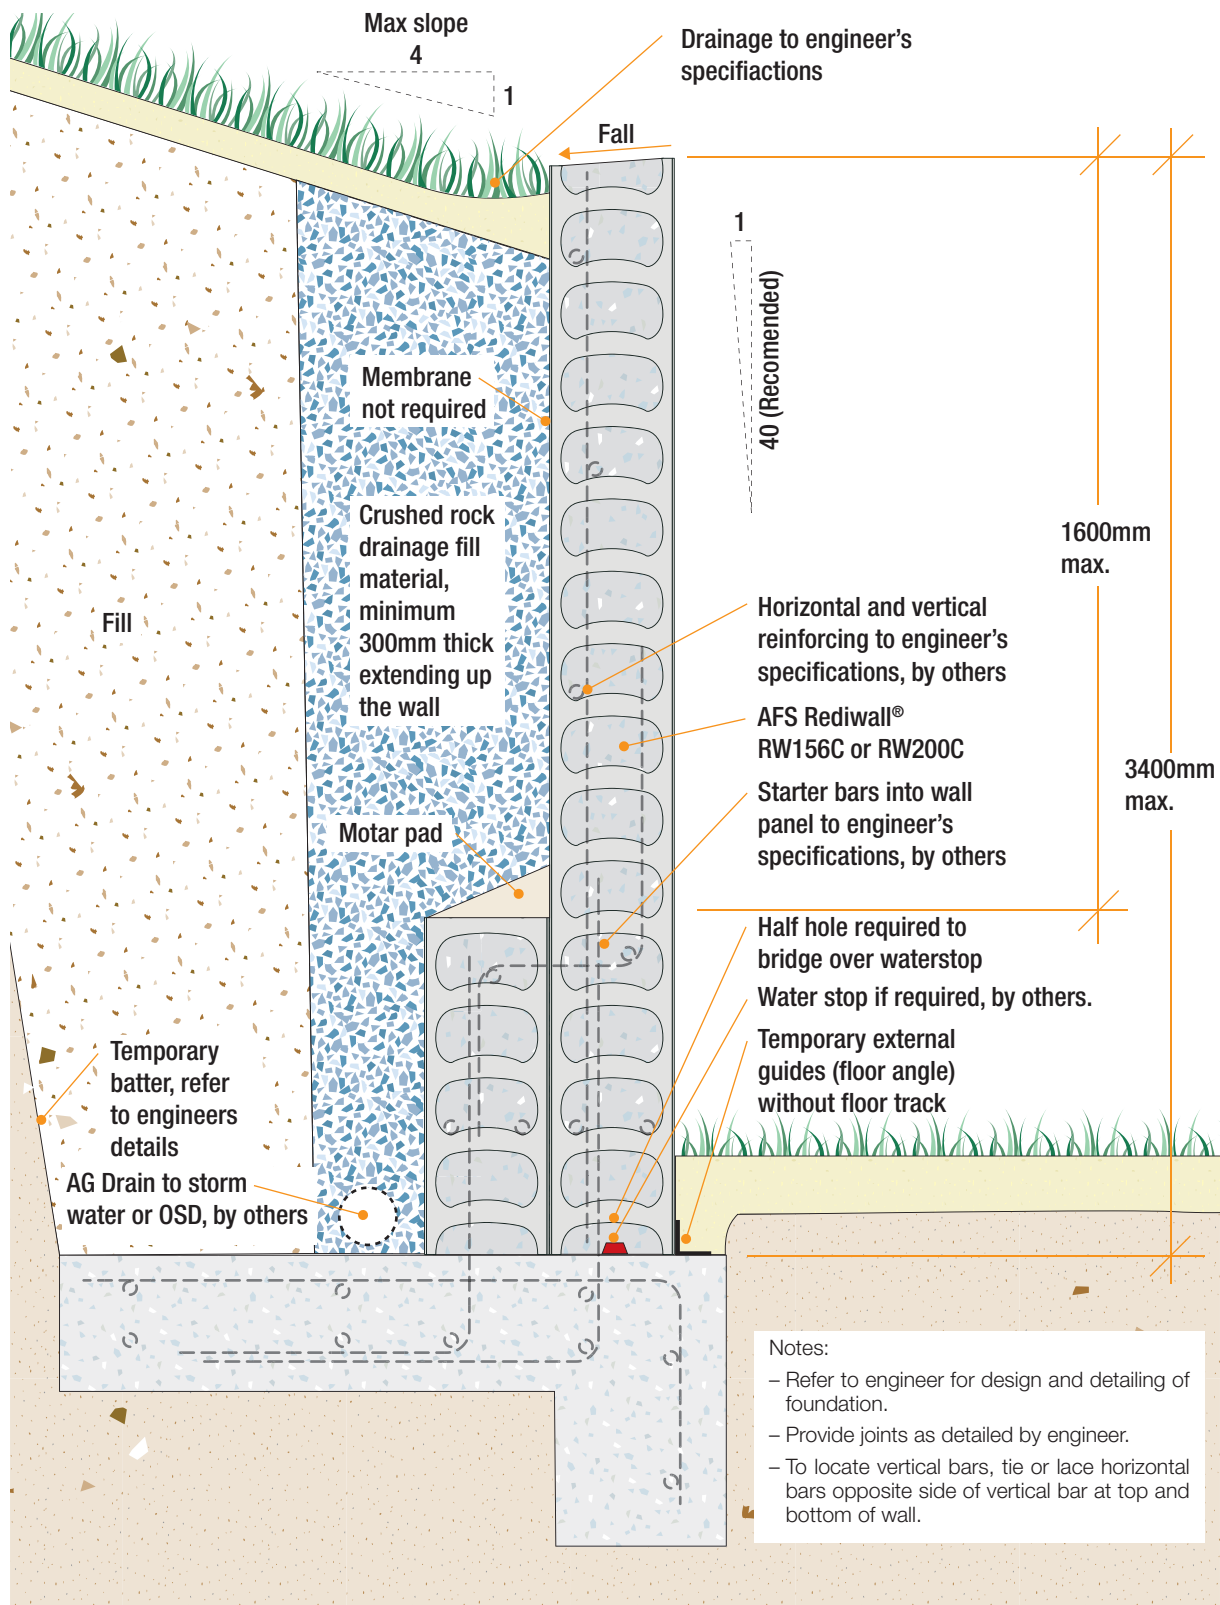 Max slope
4
1
Drainage to engineer's
specifiactions
Fall
1
40 (Recomended)
Membrane
not required
Crushed rock
drainage fill
material,
minimum
300mm thick
extending up
the wall
1600mm
max.
Fill
Horizontal and vertical
reinforcing to engineer's
specifications, by others
AFS Rediwall®
RW156C or RW200C
3400mm
max.
Starter bars into wall
panel to engineer's
specifications, by others
Motar pad
Half hole required to
bridge over waterstop
Water stop if required, by others.
Temporary external
guides (floor angle)
without floor track
Temporary
batter, refer
to engineers
details
AG Drain to storm
water or OSD, by others
Notes:
– Refer to engineer for design and detailing of
foundation.
– Provide joints as detailed by engineer.
– To locate vertical bars, tie or lace horizontal
bars opposite side of vertical bar at top and
bottom of wall.